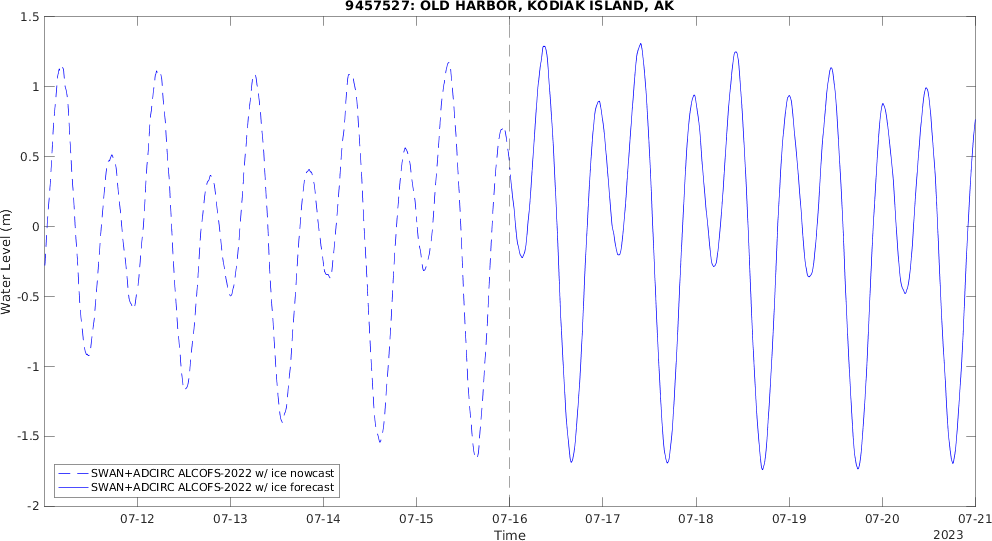 9457527: OLD HARBOR, KODIAK ISLAND, AK
1.5
1
0.5
0
-0.5
-1
-1.5
-2
Water Level (m)
SWAN+ADCIRC ALCOFS-2022 w/ ice nowcast
SWAN+ADCIRC ALCOFS-2022 w/ ice forecast
07-12 07-13 07-14 07-15 07-16 07-17 07-18 07-19 07-20 07-21
Time
2023